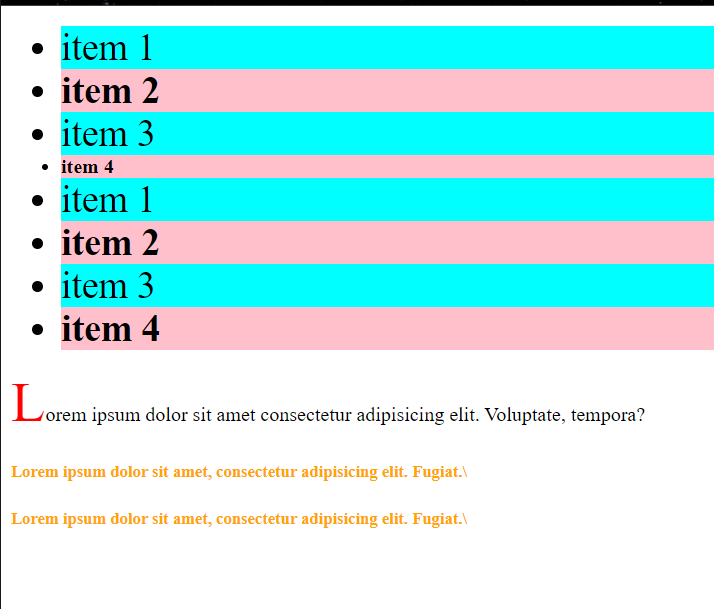 item 1
item 2
item 3
item 4
item 1
item 2
item 3
item 4
Lorem ipsum dolor sit amet consectetur adipisicing elit. Voluptate, tempora?
Lorem ipsum dolor sit amet, consectetur adipisicing elit. Fugiat.\
Lorem ipsum dolor sit amet, consectetur adipisicing elit. Fugiat.\